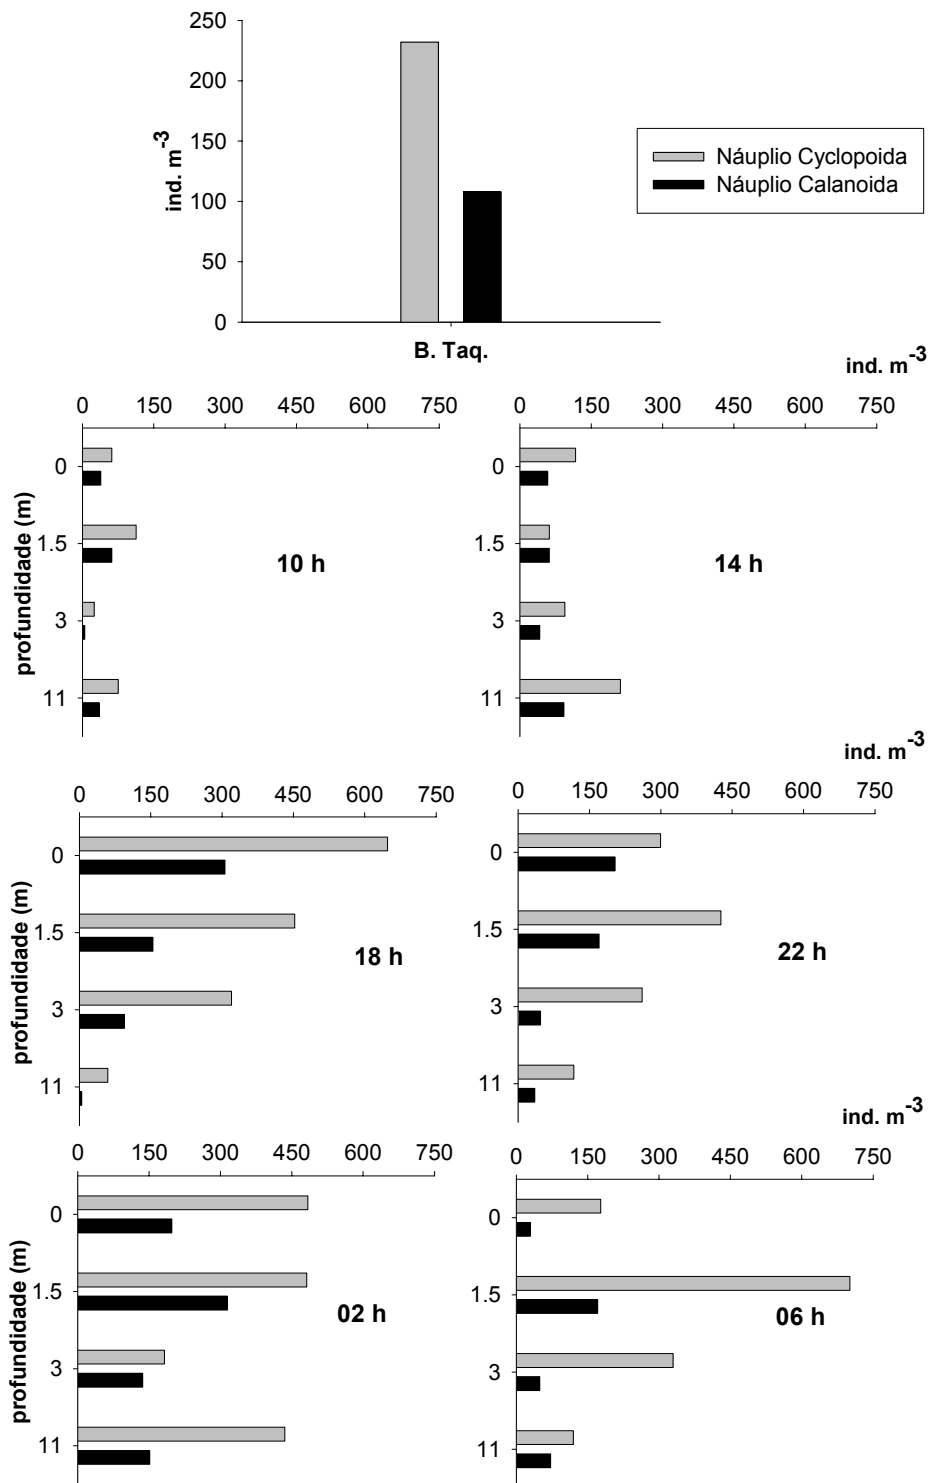 250
200
150
100
50
0
ind. m-3
B. Taq.
Náuplio Cyclopoida
Náuplio Calanoida
ind. m-3
0 150 300 450 600 750
0
1.5
3
11
profundidade (m)
10 h
0 150 300 450 600 750
0
1.5
3
11
14 h
ind. m-3
0 150 300 450 600 750
0
1.5
3
11
profundidade (m)
18 h
0 150 300 450 600 750
0
1.5
3
11
22 h
ind. m-3
0 150 300 450 600 750
0
1.5
3
11
profundidade (m)
02 h
0 150 300 450 600 750
0
1.5
3
11
06 h